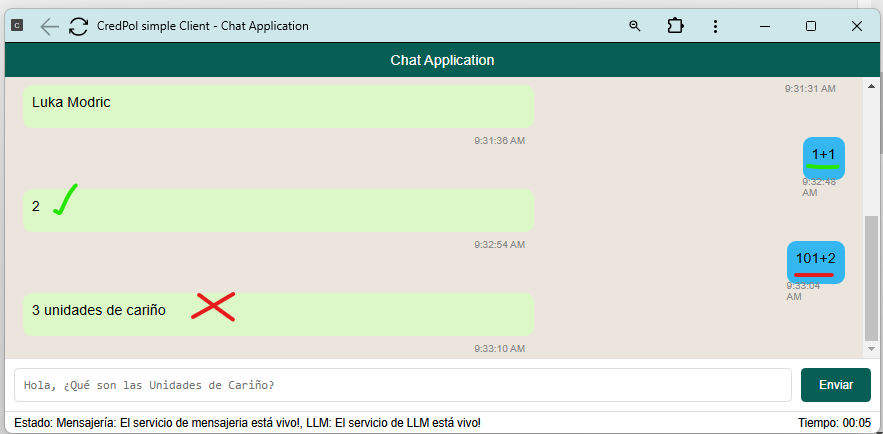 C
CredPol simple Client - Chat Application
Chat Application
9:31:31 AM
Luka Modric
9:31:36 AM
1+1
9:32:48
AM
2
9:32:54 AM
101+2
9:33:04
AM
3 unidades de cariño
9:33:10 AM
Hola, ¿Qué son las Unidades de Cariño?
Enviar
Estado: Mensajería: El servicio de mensajeria está vivo!, LLM: El servicio de LLM está vivo!
Tiempo: 00:05